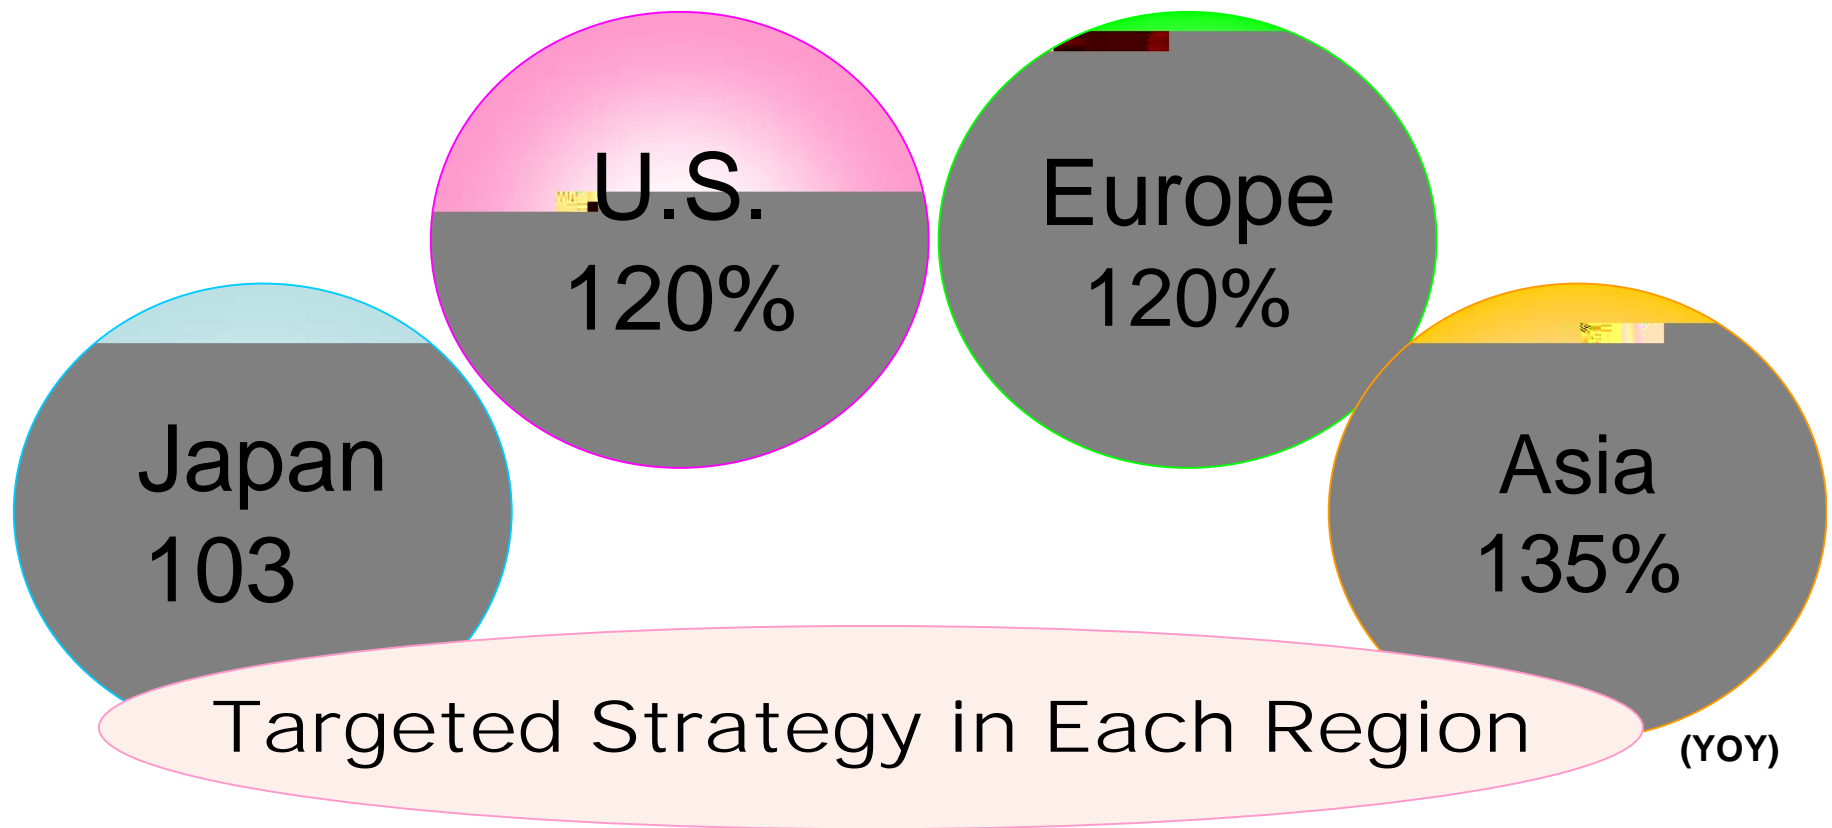 U.S.
120%
Europe
120%
Japan
103
Asia
135%
Targeted Strategy in Each Region
(YOY)